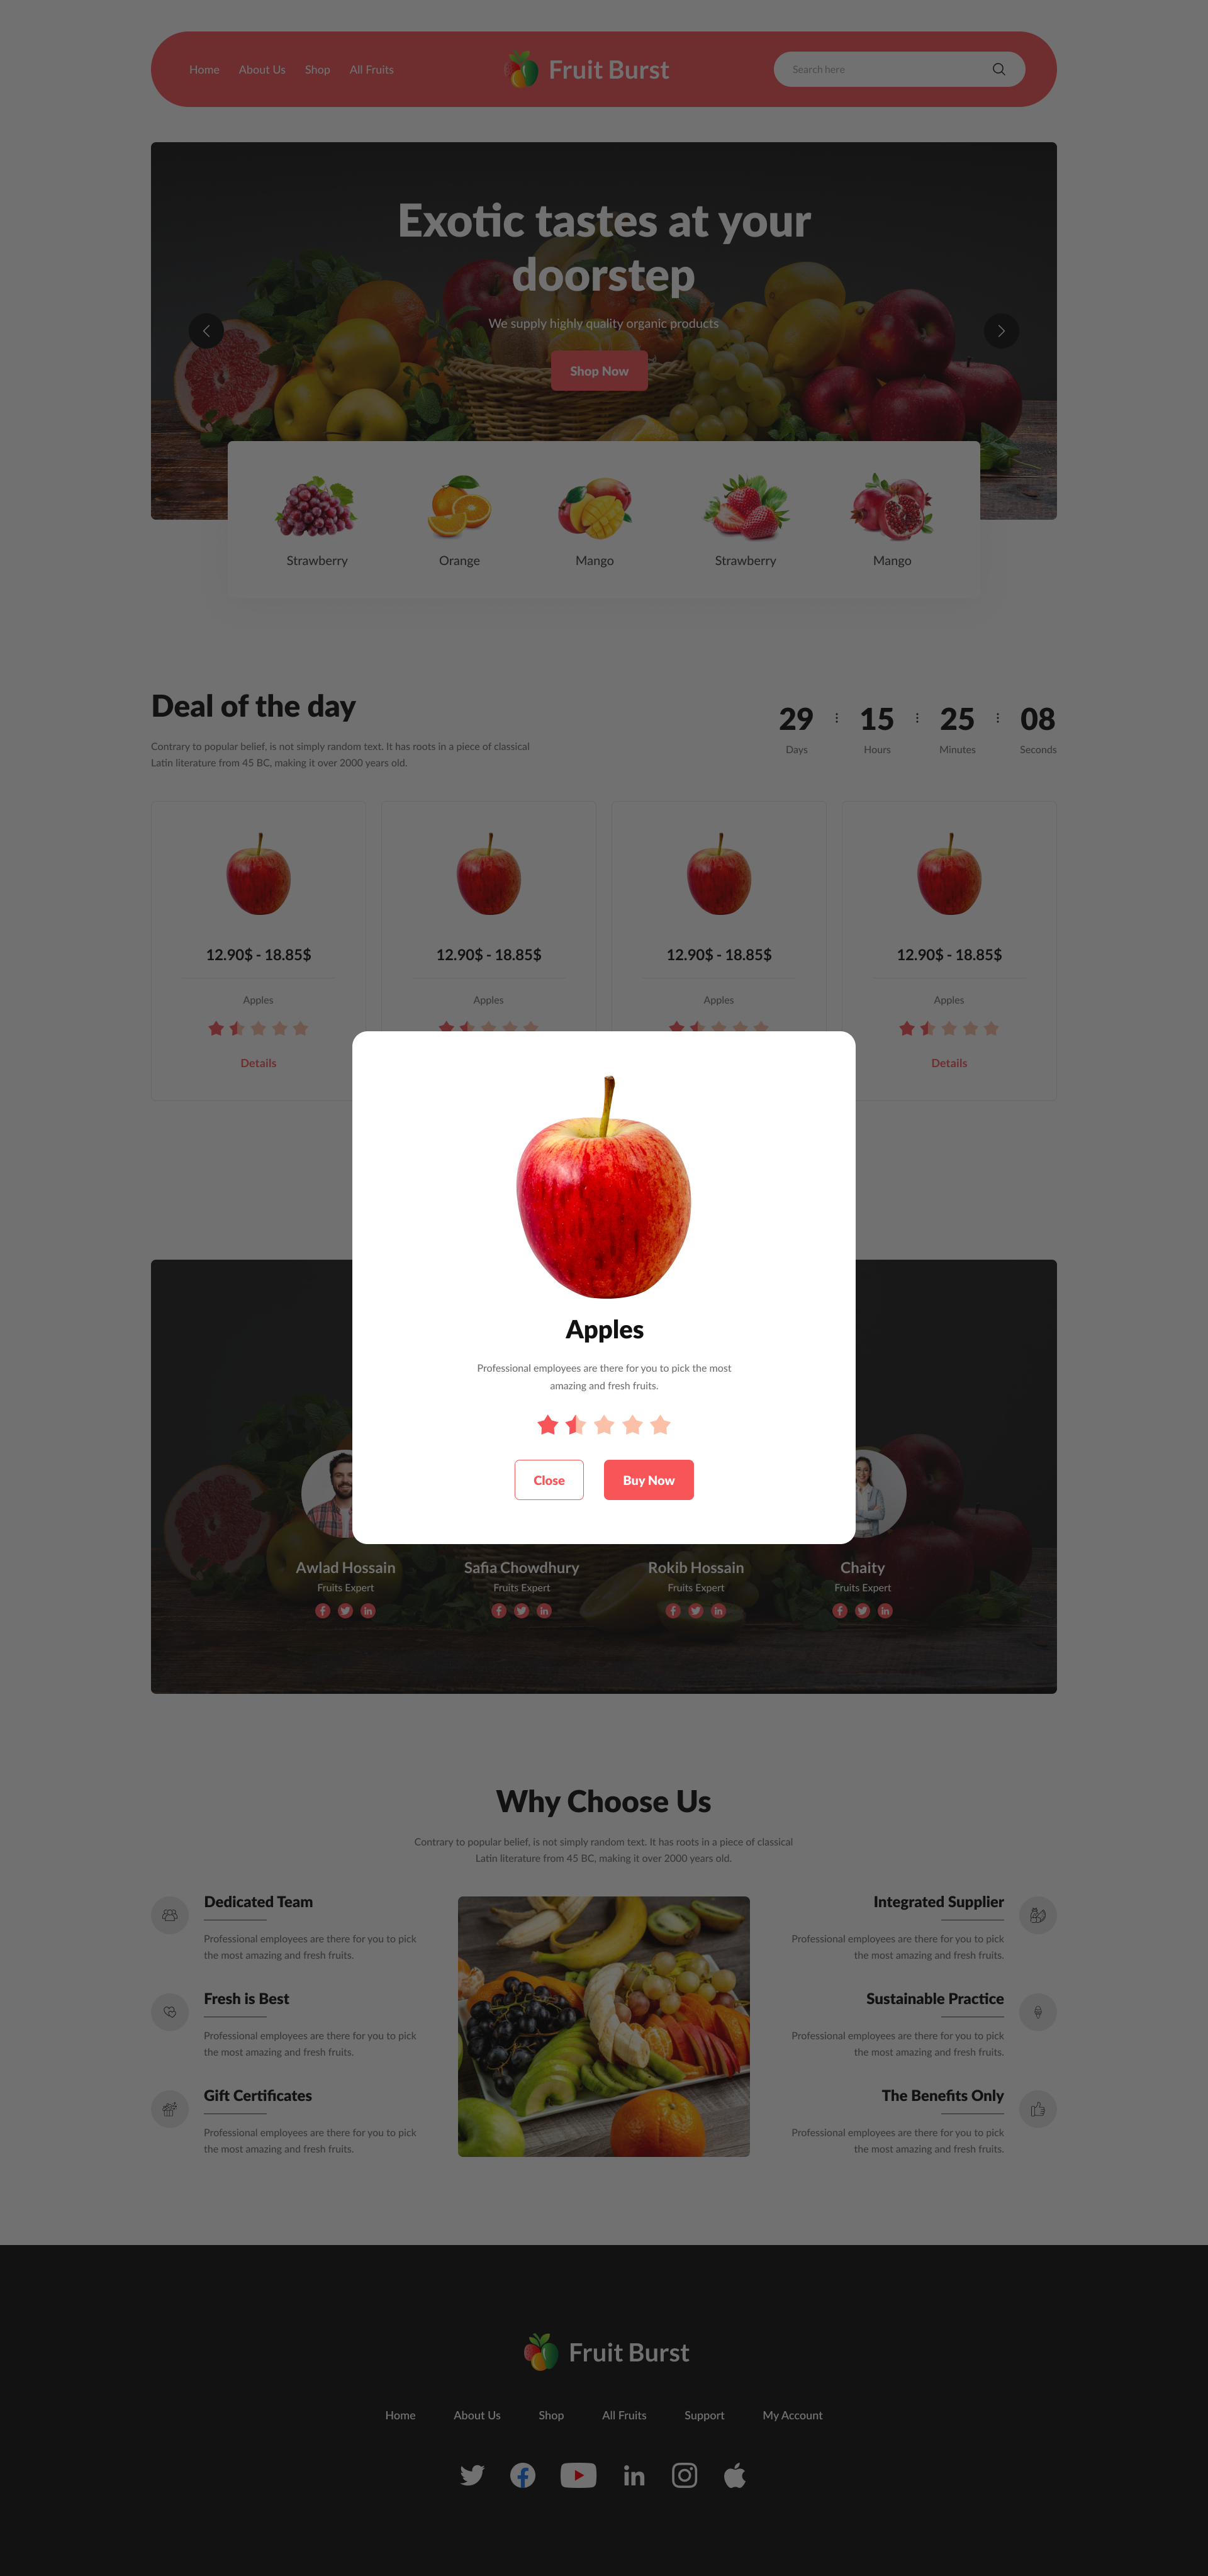 Home About Us Shop All Fruits
Fruit Burst
Search here
Exotic tastes at your
doorstep
We supply highly quality organic products
Shop Now
Strawberry Orange Mango Strawberry Mango
Deal of the day
Contrary to popular belief, is not simply random text. It has roots in a piece of classical
Latin literature from 45 BC, making it over 2000 years old.
29 : 15 : 25 : 08
Days Hours Minutes Seconds
12.90$ - 18.85$ 12.90$ - 18.85$ 12.90$ - 18.85$ 12.90$ - 18.85$
Apples Apples Apples Apples
Details Details
Apples
Professional employees are there for you to pick the most
amazing and fresh fruits.
Close Buy Now
Awlad Hossain Safia Chowdhury Rokib Hossain Chaity
Fruits Expert Fruits Expert Fruits Expert Fruits Expert
Why Choose Us
Contrary to popular belief, is not simply random text. It has roots in a piece of classical
Latin literature from 45 BC, making it over 2000 years old.
Dedicated Team
Professional employees are there for you to pick
the most amazing and fresh fruits.
Fresh is Best
Professional employees are there for you to pick
the most amazing and fresh fruits.
Gift Certificates
Professional employees are there for you to pick
the most amazing and fresh fruits.
Integrated Supplier
Professional employees are there for you to pick
the most amazing and fresh fruits.
Sustainable Practice
Professional employees are there for you to pick
the most amazing and fresh fruits.
The Benefits Only
Professional employees are there for you to pick
the most amazing and fresh fruits.
Fruit Burst
Home About Us Shop All Fruits Support My Account